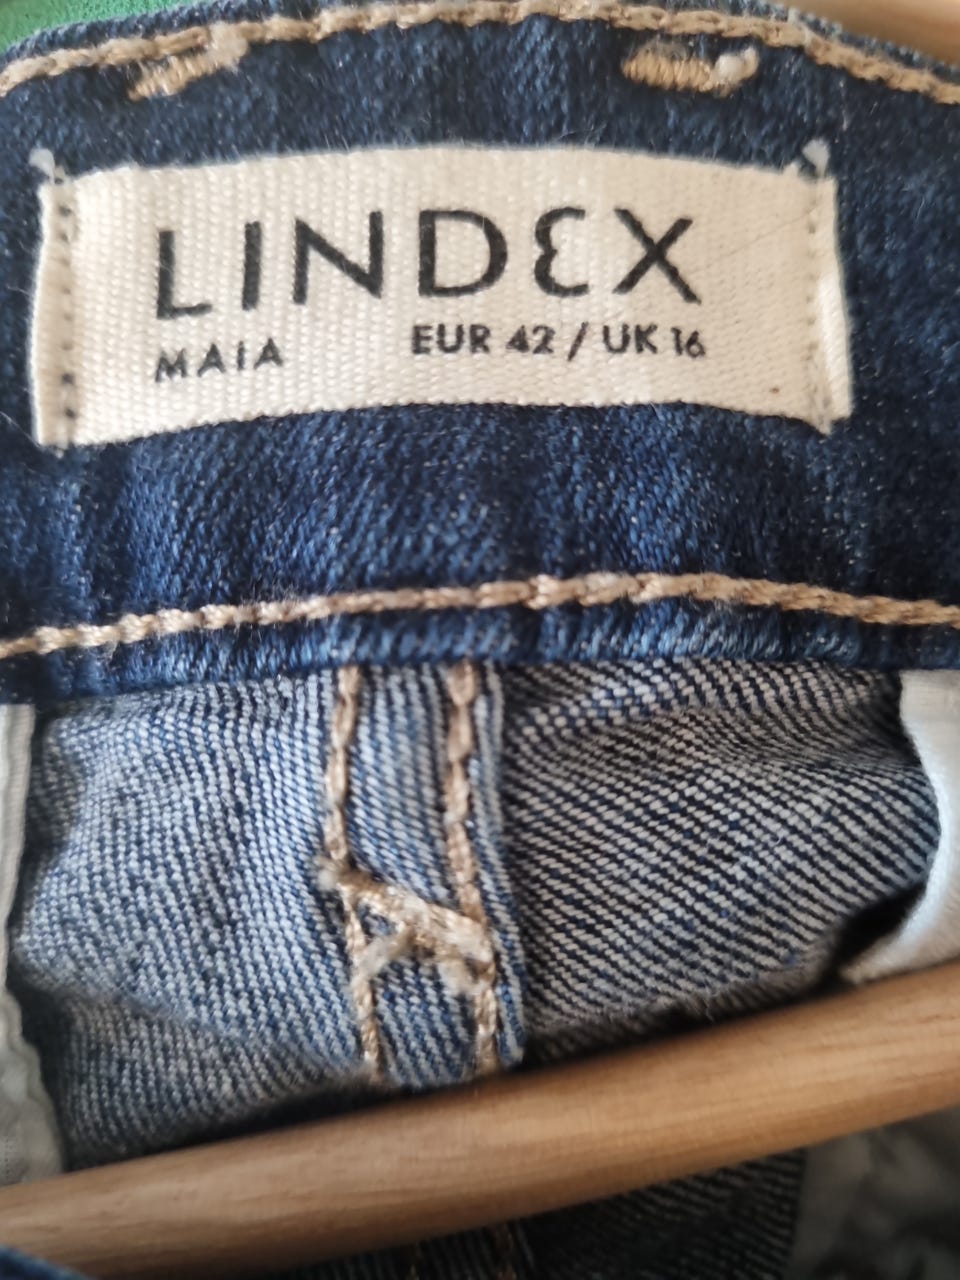 LINDEX
MAIA EUR 42 / UK 16